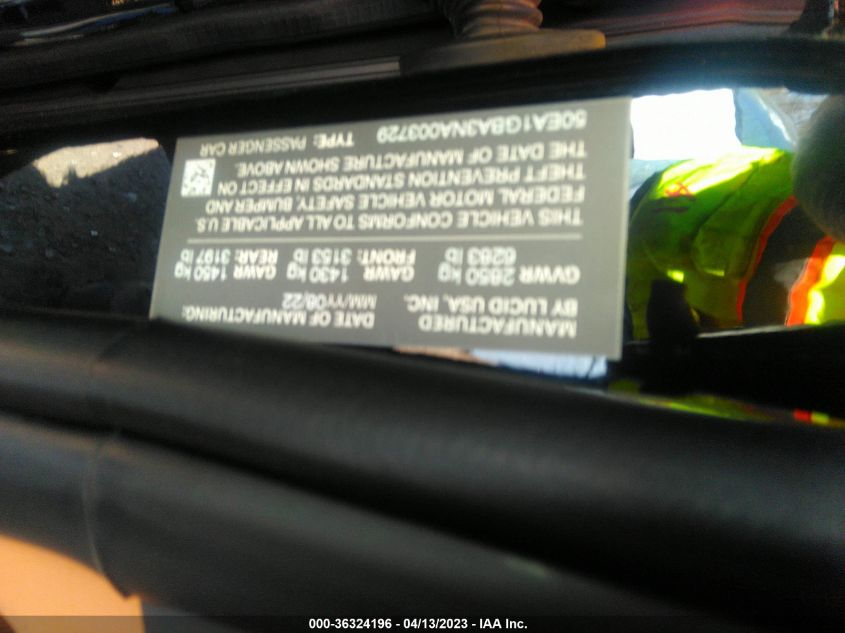 MANUFACTURED BY LUCID USA, INC.
DATE OF MANUFACTURING: MM/YY08/22
GVWR 2850 kg GAWR 1430 kg GAWR 1450 kg
6283 lb FRONT: 3153 lb REAR: 3197 lb
THIS VEHICLE CONFORMS TO ALL APPLICABLE U.S.
FEDERAL MOTOR VEHICLE SAFETY, BUMPER AND
THEFT PREVENTION STANDARDS IN EFFECT ON
THE DATE OF MANUFACTURE SHOWN ABOVE.
50EA1GBA3NA003729 TYPE: PASSENGER CAR
000-36324196 - 04/13/2023 - IAA Inc.